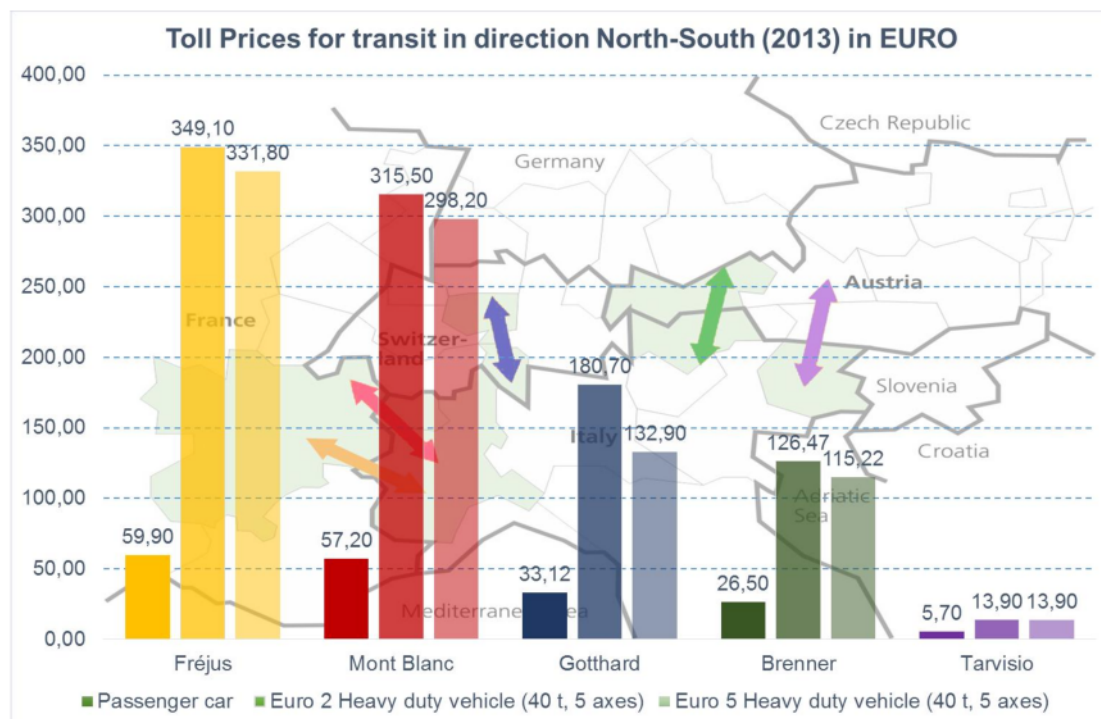 Toll Prices for transit in direction North-South (2013) in EURO
400,00
350,00
300,00
250,00
200,00
150,00
100,00
50,00
0,00
349,10
331,80
59,90
315,50
298,20
57,20
180,70
132,90
33,12
126,47
115,22
26,50
5,70
13,90
13,90
Czech Republic
Germany
Austria
France
Switzer-
land
Slovenia
Italy
Croatia
Adriatic
Sea
Mediterranean Sea
Fréjus
Mont Blanc
Gotthard
Brenner
Tarvisio
Passenger car
Euro 2 Heavy duty vehicle (40 t, 5 axes)
Euro 5 Heavy duty vehicle (40 t, 5 axes)